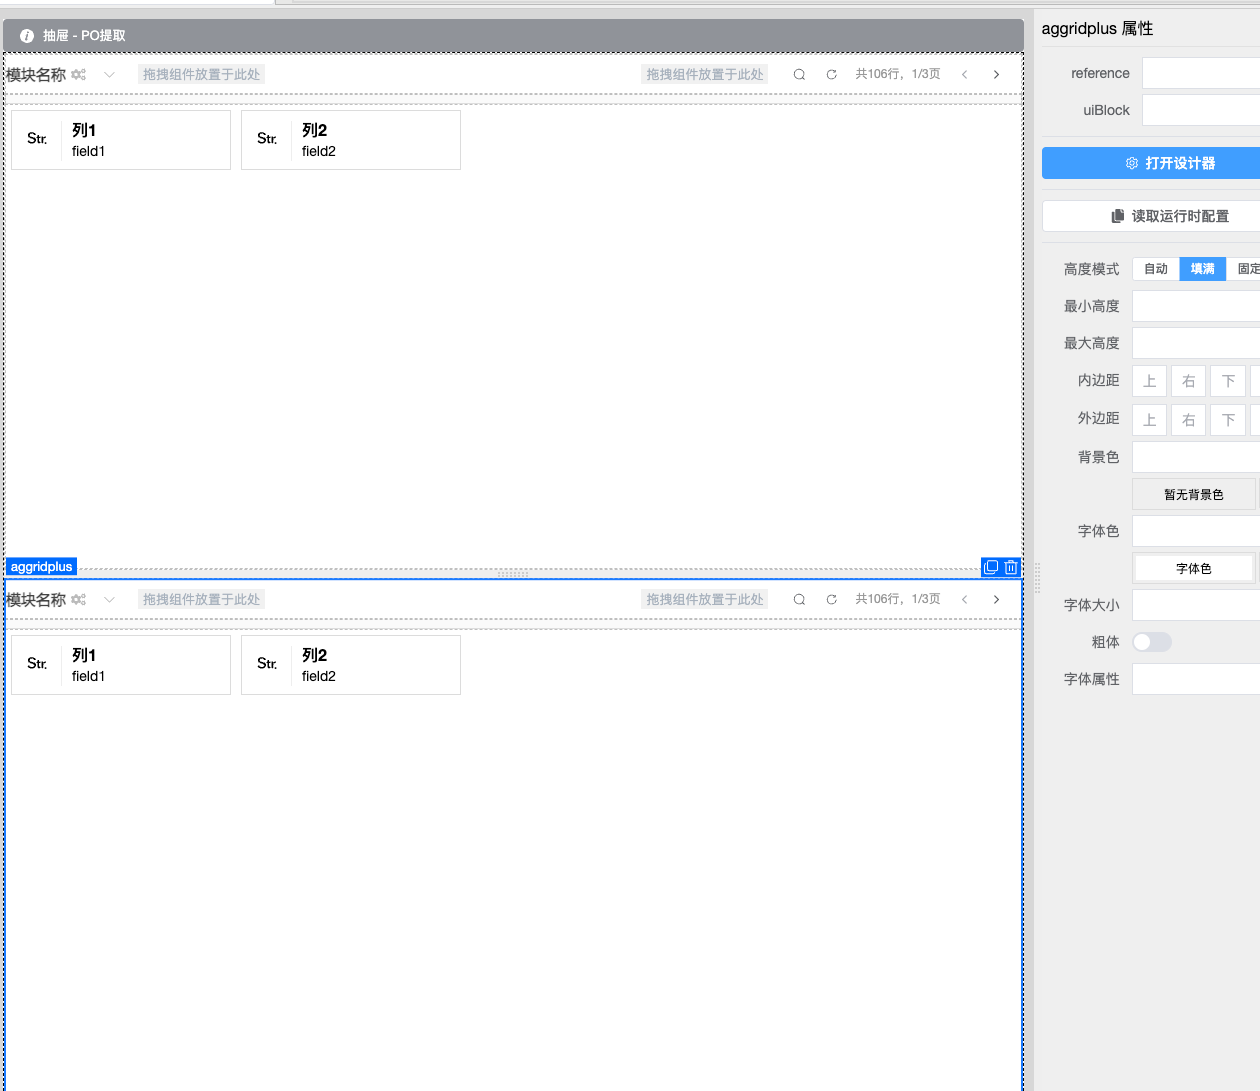 抽屉 - PO提取
模块名称
拖拽组件放置于此处
拖拽组件放置于此处
共106行，1/3页
Str.
列1
field1
Str.
列2
field2
aggridplus
模块名称
拖拽组件放置于此处
拖拽组件放置于此处
共106行，1/3页
Str.
列1
field1
Str.
列2
field2
aggridplus 属性
reference
uiBlock
打开设计器
读取运行时配置
高度模式
自动
填满
固定
最小高度
最大高度
内边距
上
右
下
外边距
上
右
下
背景色
暂无背景色
字体色
字体色
字体大小
粗体
字体属性